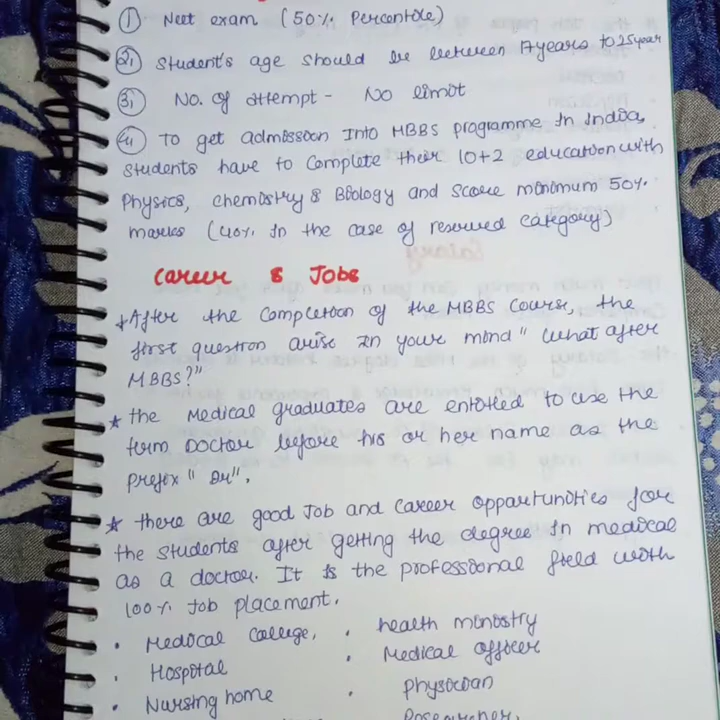 ① Neet exam (50% Percentile)
② Student's age should be between 17years to 25year
③ No. of attempt - No limit
④ To get admission Into MBBS programme in India,
students have to complete their 10+2 education with
Physics, chemistry & Biology and score minimum 50%
marks (40% in the case of reserved category)
Career & Jobs
★ After the completion of the MBBS course, the
first question arise in your mind "What after
MBBS?"
★ The Medical graduates are entitled to use the
term Doctor before his or her name as the
prefix "Dr".
★ there are good Job and career opportunities for
the students after getting the degree in medical
as a doctor. It is the professional field with
100% Job placement.
• Medical college, • health ministry
• Hospital • Medical officer
• Nursing home • Physician
Researcher,